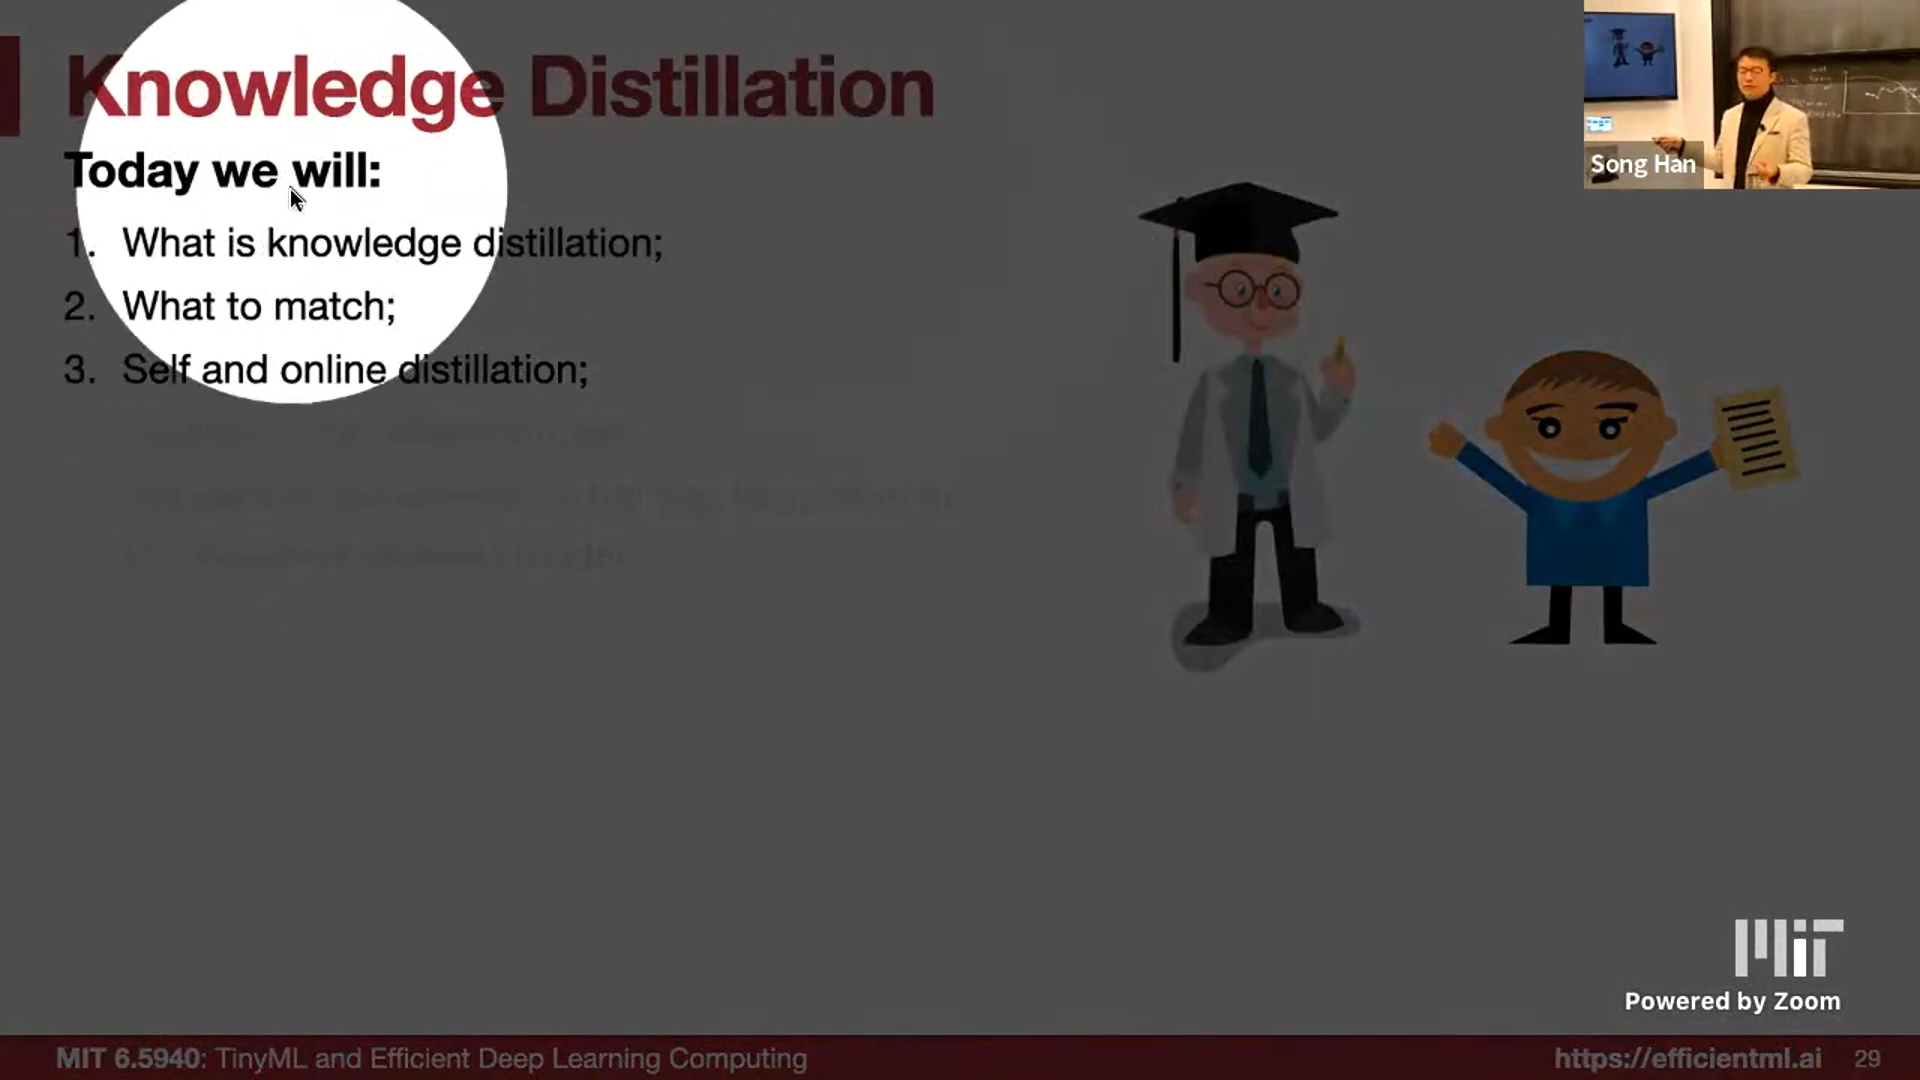 Knowledge Distillation
Today we will:
1. What is knowledge distillation;
2. What to match;
3. Self and online distillation;
Song Han
MIT
Powered by Zoom
MIT 6.5940: TinyML and Efficient Deep Learning Computing
https://efficientml.ai
29